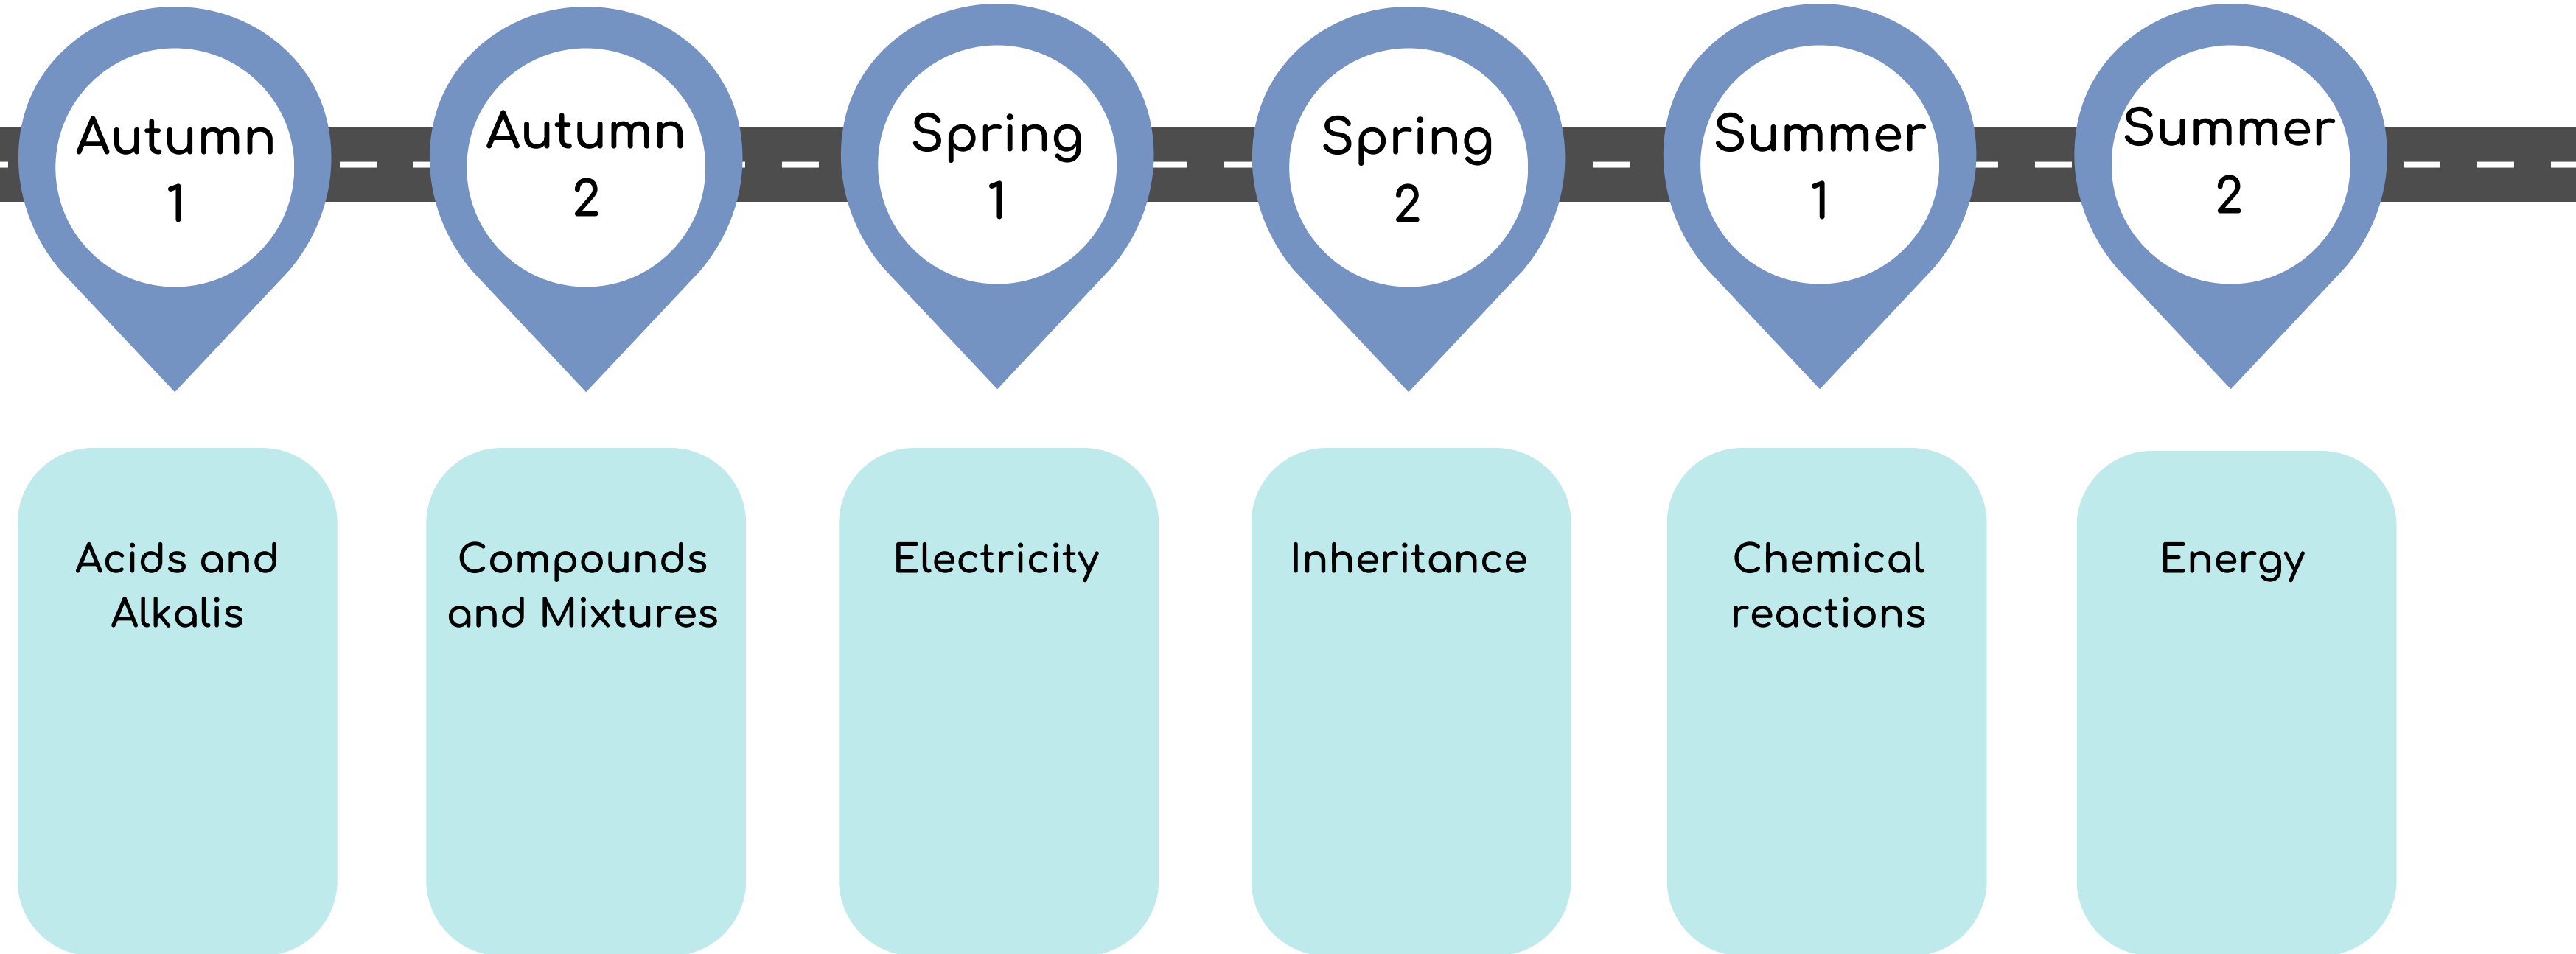 Autumn
1
Autumn
2
Spring
1
Spring
2
Summer
1
Summer
2
Acids and
Alkalis
Compounds
and Mixtures
Electricity
Inheritance
Chemical
reactions
Energy